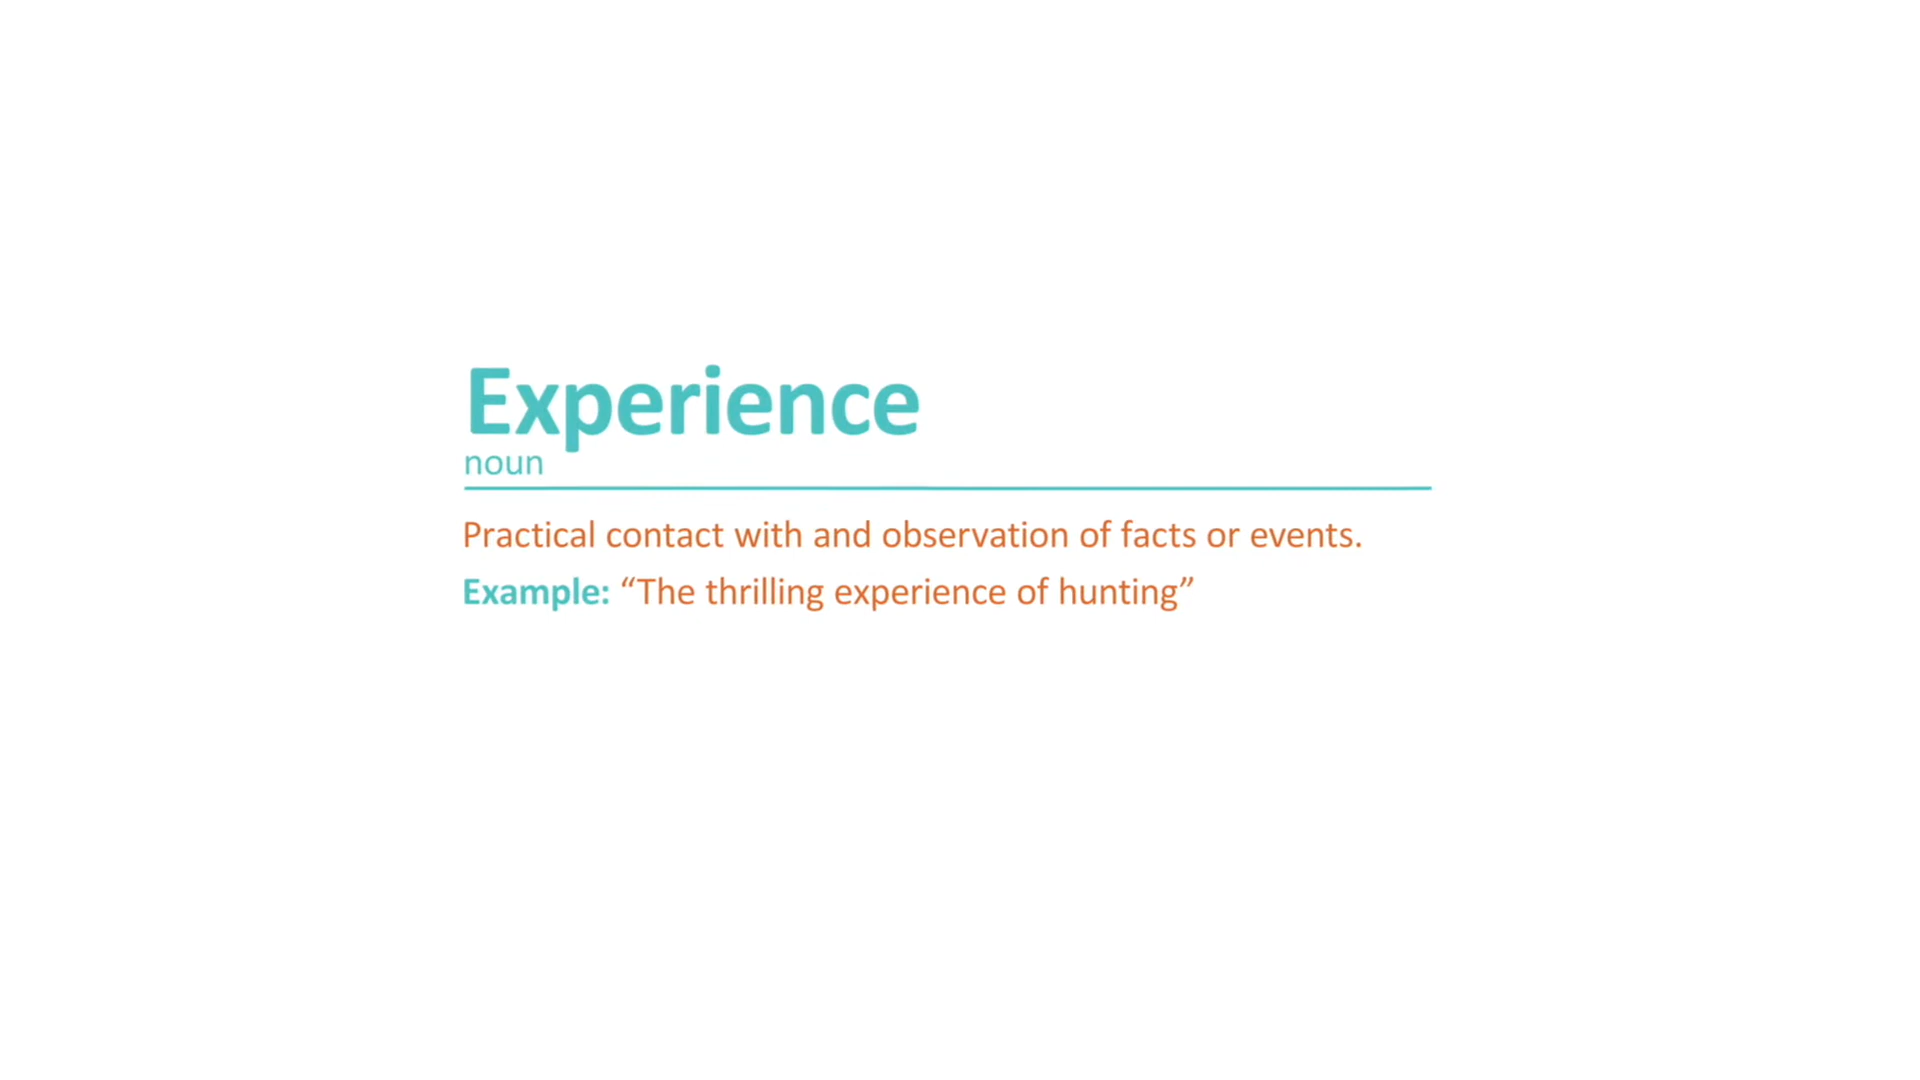 Experience
noun
Practical contact with and observation of facts or events.
Example: “The thrilling experience of hunting”